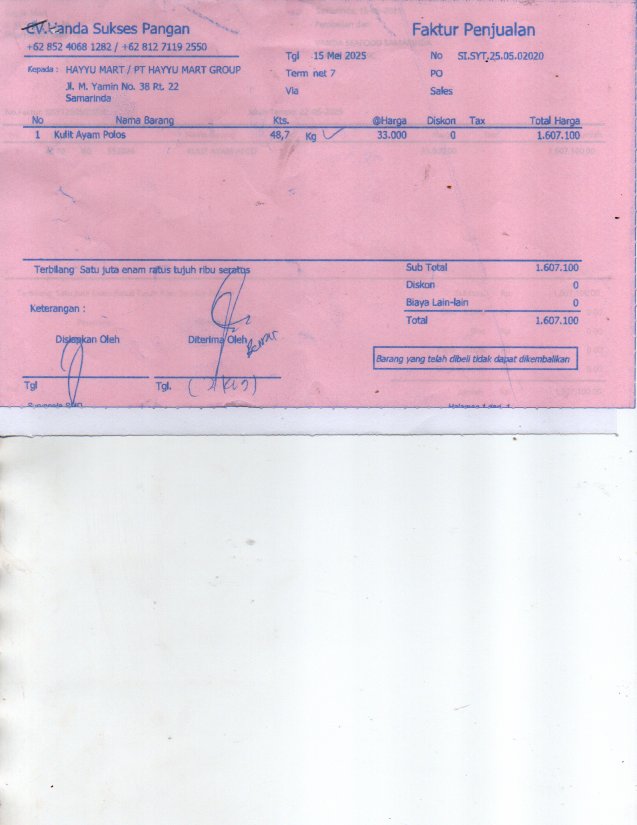 CV.Vanda Sukses Pangan
Faktur Penjualan
+62 852 4068 1282 / +62 812 7119 2550
Tgl 15 Mei 2025 No SI.SYT.25.05.02020
Kepada : HAYYU MART / PT HAYYU MART GROUP
Term net 7 PO
Jl. M. Yamin No. 38 Rt. 22
Via Sales
Samarinda
No Nama Barang Kts. @Harga Diskon Tax Total Harga
1 Kulit Ayam Polos 48,7 Kg 33.000 0 1.607.100
Terbilang Satu juta enam ratus tujuh ribu seratus
Sub Total 1.607.100
Diskon 0
Keterangan :
Biaya Lain-lain 0
Total 1.607.100
Disiapkan Oleh Diterima Oleh
Barang yang telah dibeli tidak dapat dikembalikan
Tgl Tgl.
Halaman 1 dari 1